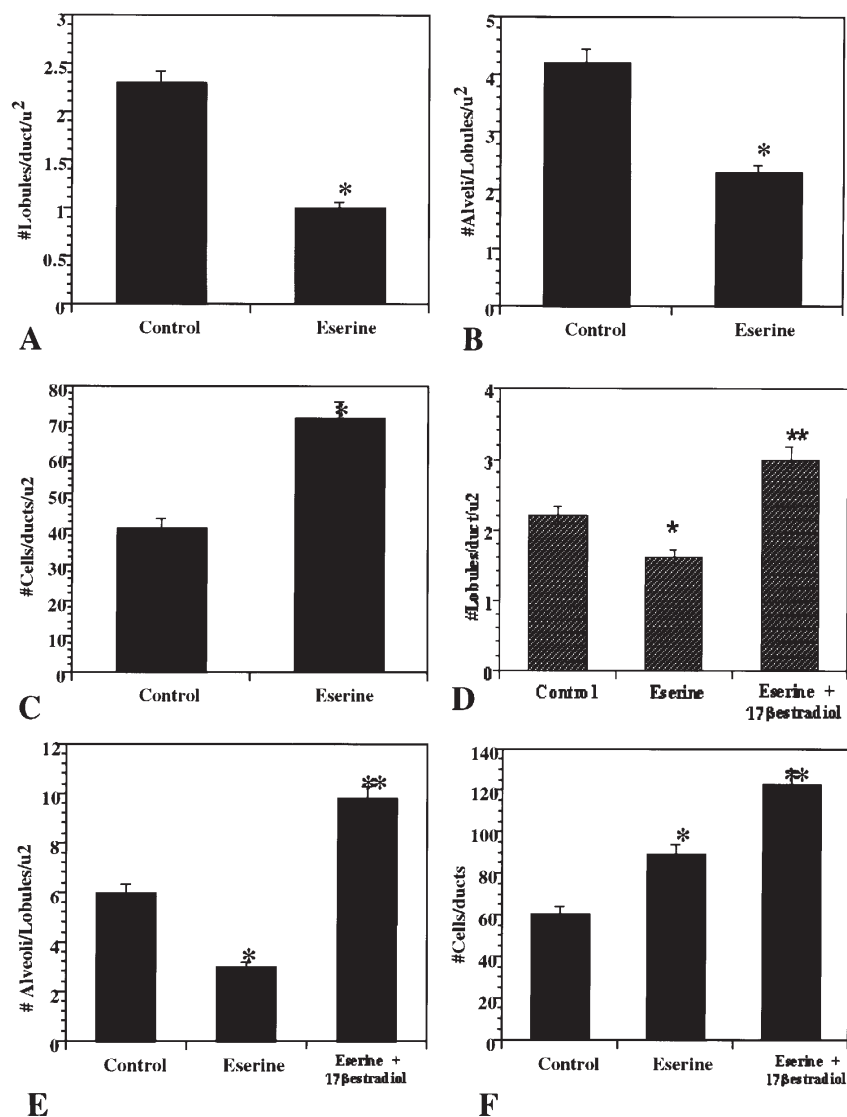 3
2.5
2
1.5
1
0.5
0
#Lobules/duct/u2
*
Control
Eserine
A
5
4
3
2
1
0
#Alveli/Lobules/u2
*
Control
Eserine
B
80
70
60
50
40
30
20
10
0
#Cells/ducts/u2
*
Control
Eserine
C
4
3
2
1
0
#Lobules/duct/u2
*
**
Control
Eserine
Eserine +
17βestradiol
D
12
10
8
6
4
2
0
# Alveoli/Lobules/u2
*
**
Control
Eserine
Eserine +
17βestradiol
E
140
120
100
80
60
40
20
0
#Cells/ducts
*
**
Control
Eserine
Eserine +
17βestradiol
F